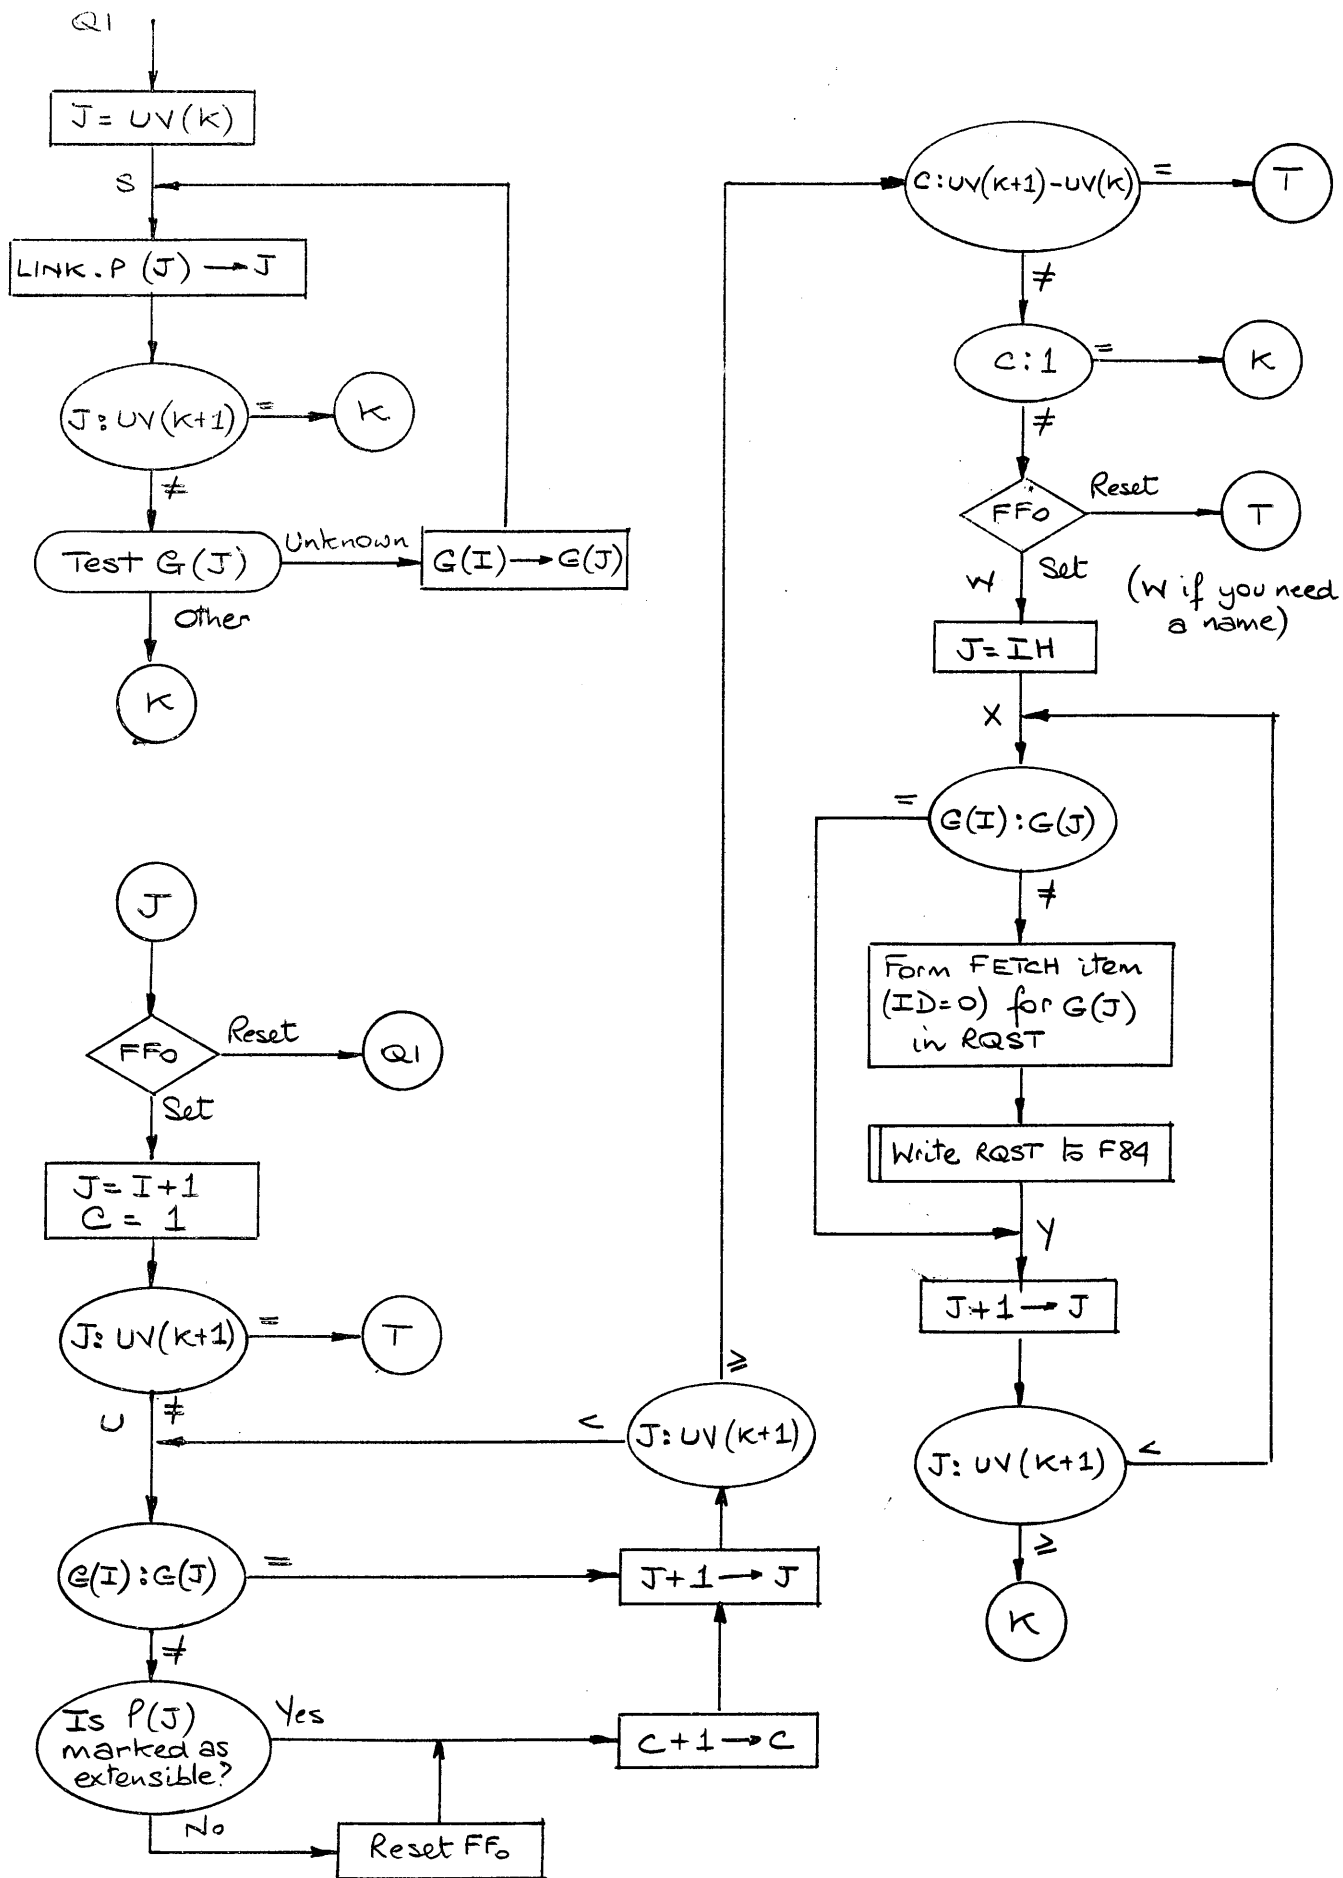 Q1
J = UV(K)
S
LINK.P (J) → J
J : UV(K+1)
=
K
≠
Test G(J)
Unknown
G(I) → G(J)
Other
K
J
FF0
Reset
Q1
Set
J = I+1
C = 1
J : UV(K+1)
=
T
U
≠
G(I) : G(J)
=
≠
Is P(J)
marked as
extensible?
Yes
No
Reset FF0
C+1 → C
J+1 → J
J : UV(K+1)
<
≥
C : UV(K+1) - UV(K)
=
T
≠
C : 1
=
K
≠
FF0
Reset
T
W
Set
(W if you need
a name)
J = IH
X
G(I) : G(J)
=
≠
Form FETCH item
(ID=0) for G(J)
in RQST
Write RQST to F84
Y
J+1 → J
J : UV(K+1)
<
≥
K